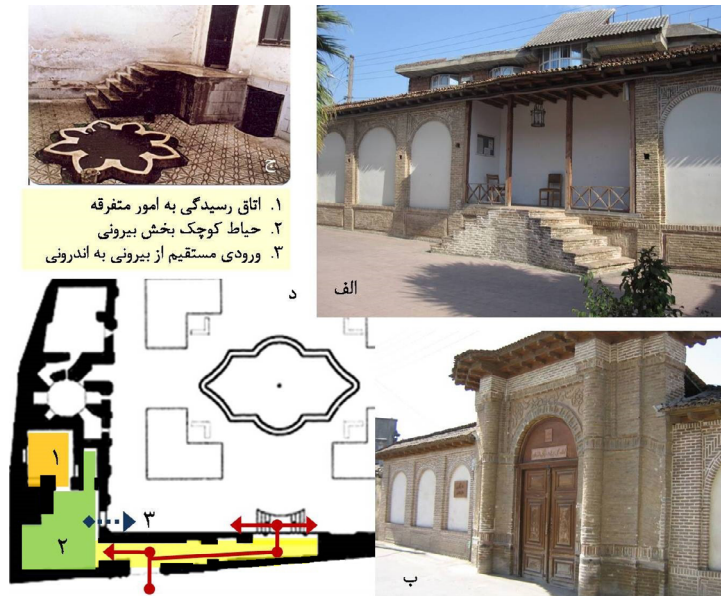 ج
۱. اتاق رسیدگی به امور متفرقه
۲. حیاط کوچک بخش بیرونی
۳. ورودی مستقیم از بیرونی به اندرونی
الف
د
۱
۳
۲
ب